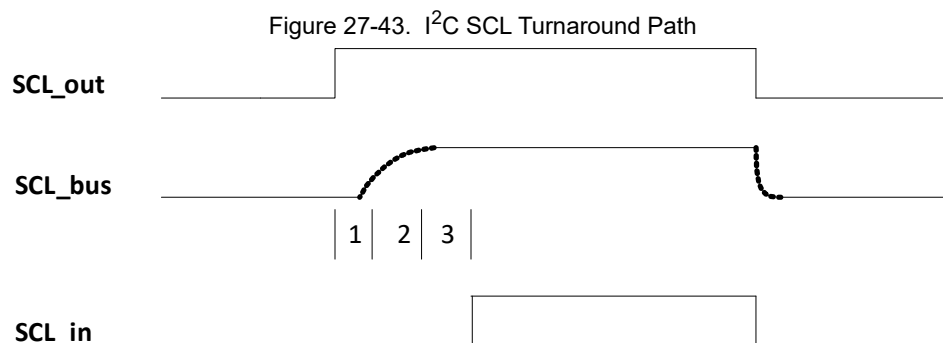 Figure 27-43. I²C SCL Turnaround Path
SCL_out
SCL_bus
1 2 3
SCL_in